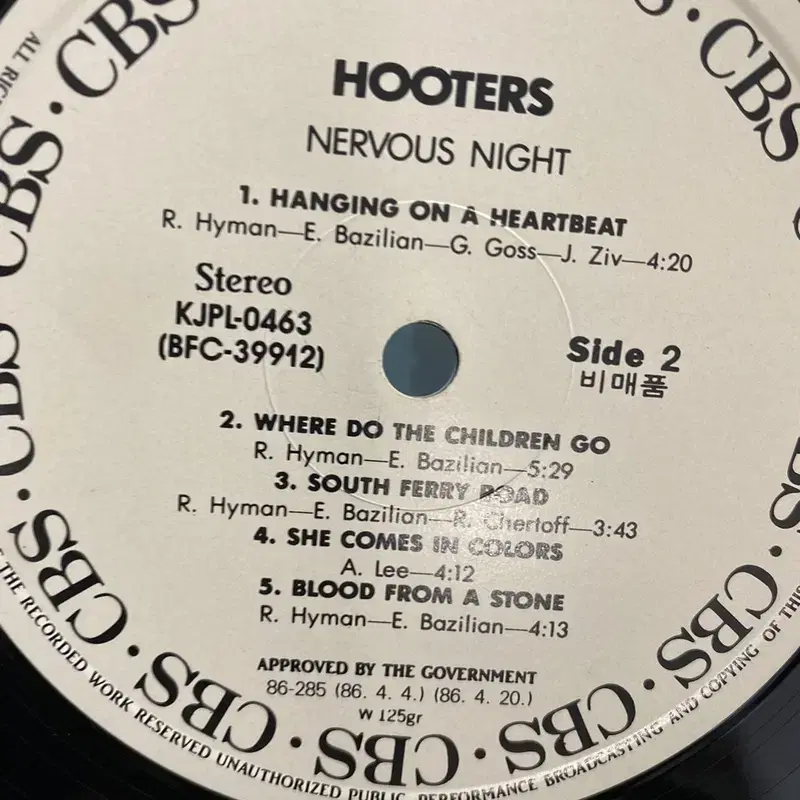 HOOTERS
NERVOUS NIGHT
1. HANGING ON A HEARTBEAT
R. Hyman—E. Bazilian—G. Goss—J. Ziv—4:20
Stereo
KJPL-0463
(BFC-39912)
Side 2
비매품
2. WHERE DO THE CHILDREN GO
R. Hyman—E. Bazilian—5:29
3. SOUTH FERRY ROAD
R. Hyman—E. Bazilian—R. Chertoff—3:43
4. SHE COMES IN COLORS
A. Lee—4:12
5. BLOOD FROM A STONE
R. Hyman—E. Bazilian—4:13
APPROVED BY THE GOVERNMENT
86-285 (86. 4. 4.) (86. 4. 20.)
W 125gr
CBS · CBS · CBS · CBS · CBS · CBS · CBS · CBS · CBS
THE RECORDED WORK RESERVED UNAUTHORIZED PUBLIC PERFORMANCE BROADCASTING AND COPYING OF THIS
ALL